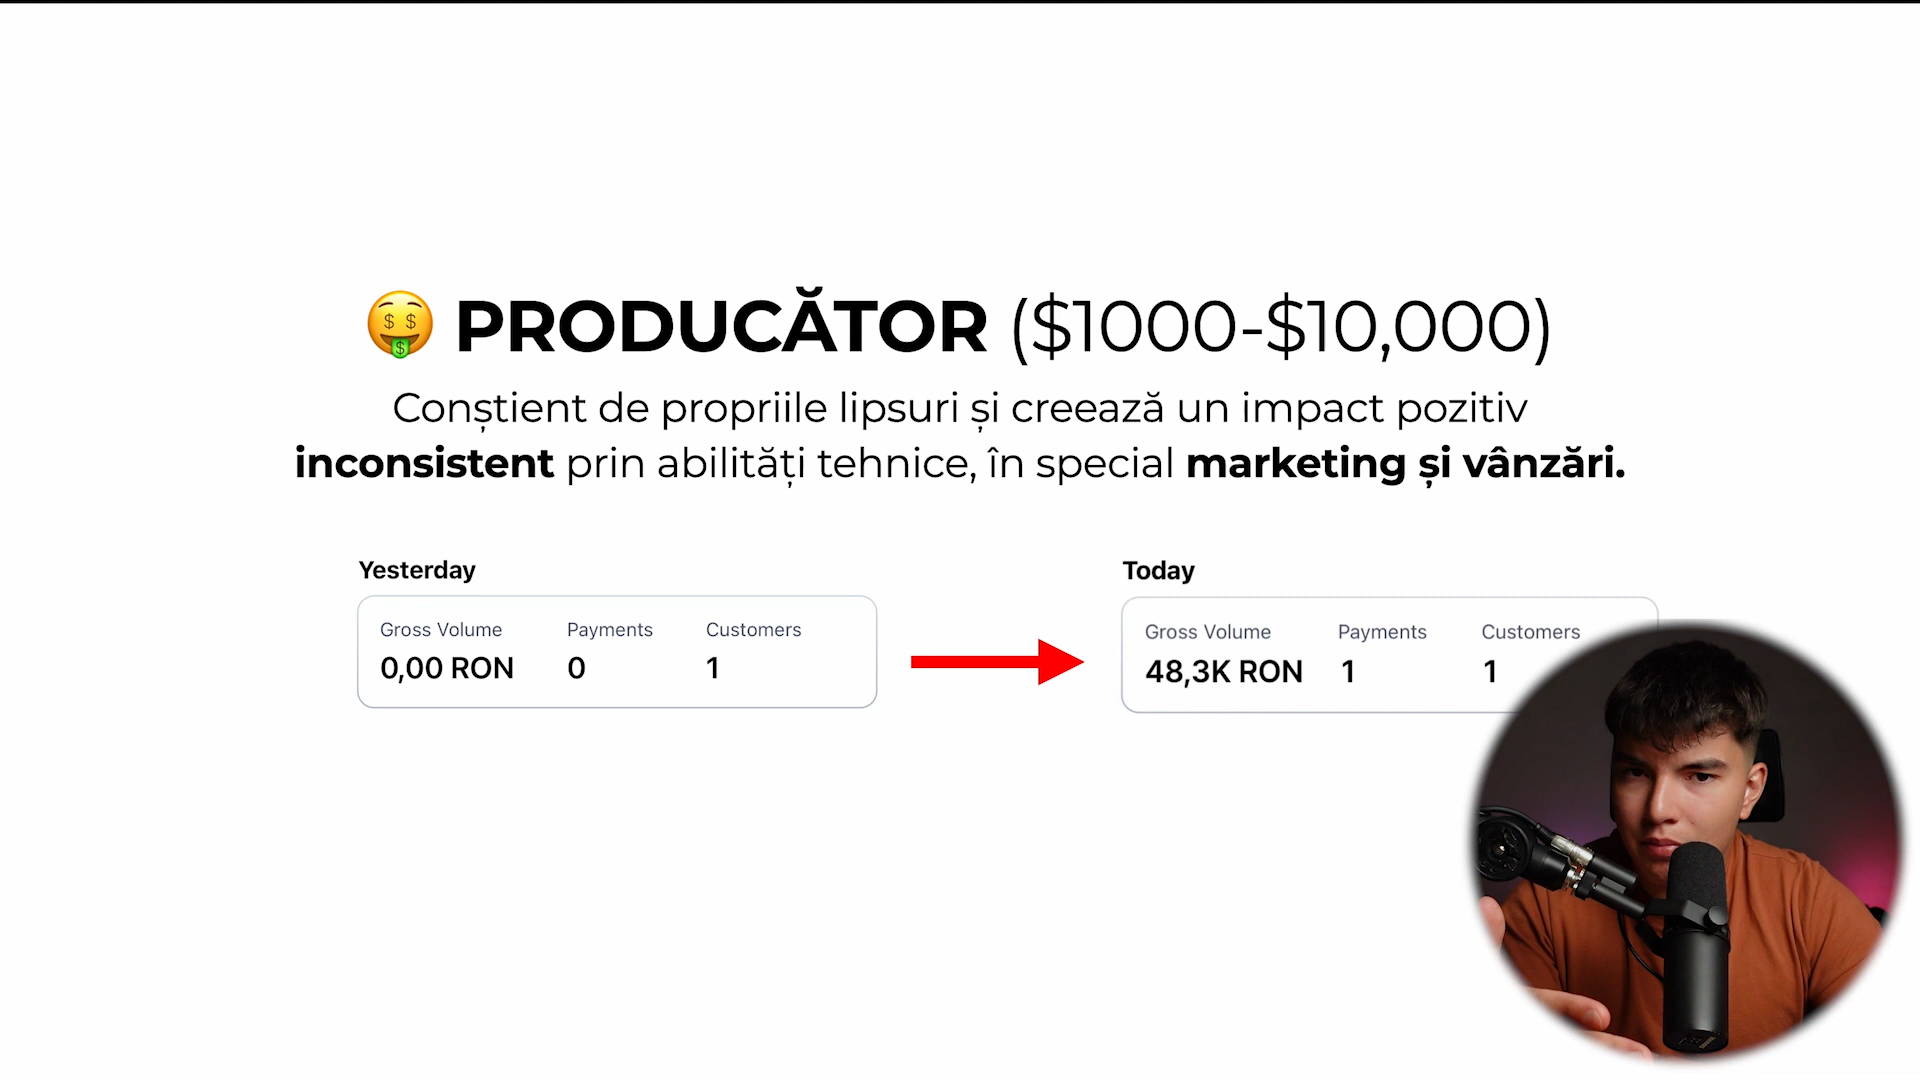 🤑 PRODUCĂTOR ($1000-$10,000)
Conștient de propriile lipsuri și creează un impact pozitiv
inconsistent prin abilități tehnice, în special marketing și vânzări.
Yesterday
Gross Volume Payments Customers
0,00 RON 0 1
Today
Gross Volume Payments Customers
48,3K RON 1 1